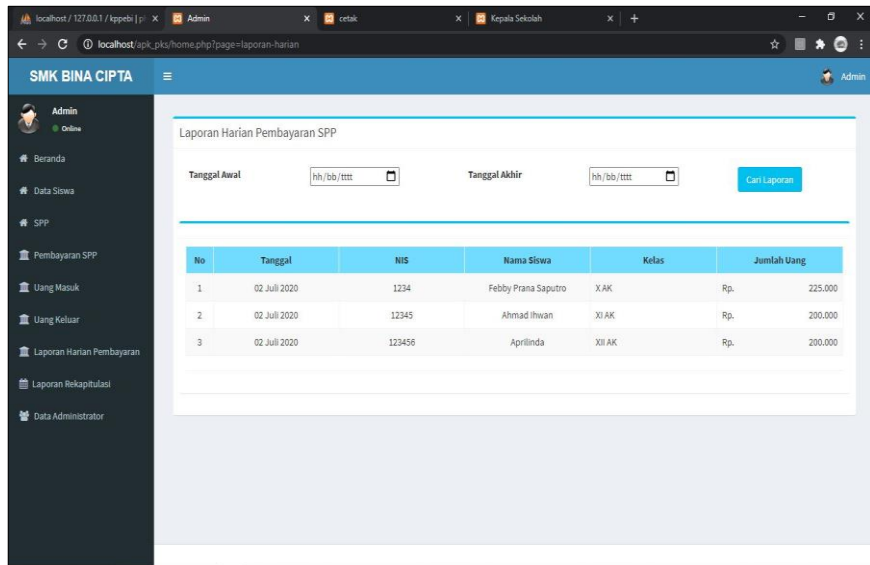 localhost / 127.0.0.1 / kppebi | pl
Admin
cetak
Kepala Sekolah
localhost/apk_pks/home.php?page=laporan-harian
SMK BINA CIPTA
Admin
Admin
Online
Beranda
Data Siswa
SPP
Pembayaran SPP
Uang Masuk
Uang Keluar
Laporan Harian Pembayaran
Laporan Rekapitulasi
Data Administrator
Laporan Harian Pembayaran SPP
Tanggal Awal hh/bb/tttt Tanggal Akhir hh/bb/tttt Cari Laporan
No Tanggal NIS Nama Siswa Kelas Jumlah Uang
1 02 Juli 2020 1234 Febby Prana Saputro X AK Rp. 225.000
2 02 Juli 2020 12345 Ahmad Ihwan XI AK Rp. 200.000
3 02 Juli 2020 123456 Aprilinda XII AK Rp. 200.000